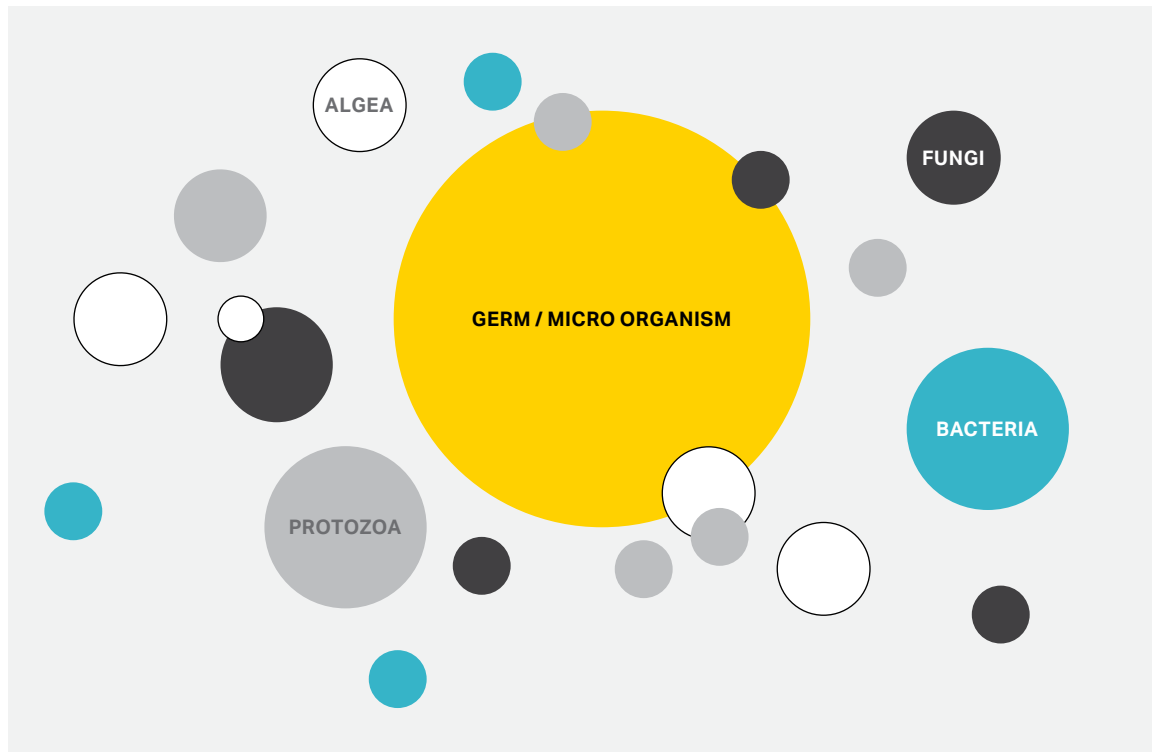 ALGEA
FUNGI
GERM / MICRO ORGANISM
BACTERIA
PROTOZOA